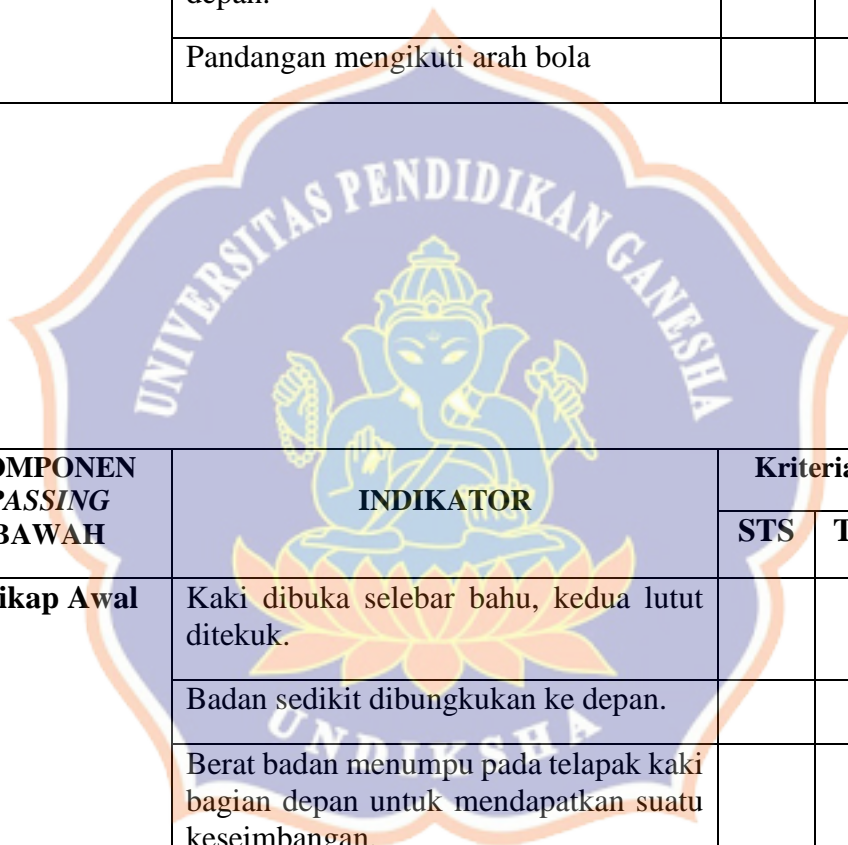 depan.
Pandangan mengikuti arah bola
UNIVERSITAS PENDIDIKAN GANESHA
OMPONEN
PASSING
BAWAH
INDIKATOR
Kriteria
STS
T
ikap Awal
Kaki dibuka selebar bahu, kedua lutut
ditekuk.
Badan sedikit dibungkukan ke depan.
UNDIKSHA
Berat badan menumpu pada telapak kaki
bagian depan untuk mendapatkan suatu
keseimbangan.